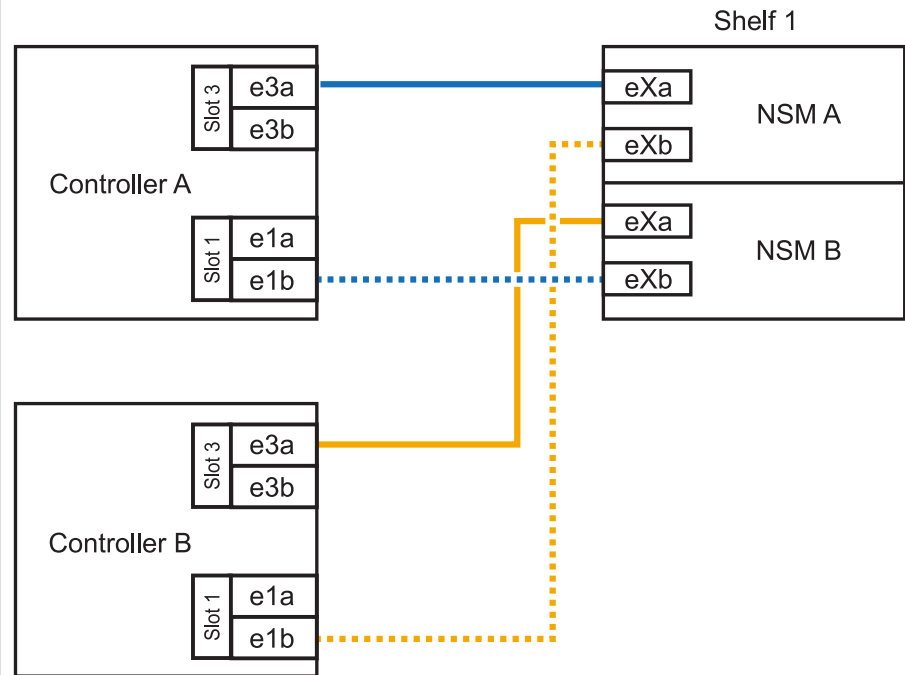 Shelf 1
Controller A
Slot 3
e3a
e3b
Slot 1
e1a
e1b
eXa
eXb
NSM A
eXa
eXb
NSM B
Controller B
Slot 3
e3a
e3b
Slot 1
e1a
e1b